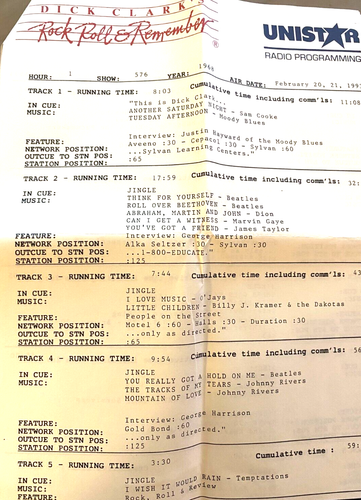 DICK CLARK'S
Rock, Roll & Remember®
UNISTAR
RADIO PROGRAMMING
HOUR: 1 SHOW: 576 YEAR: 1968 AIR DATE: February 20, 21, 199
TRACK 1 - RUNNING TIME: 8:03 Cumulative time including comm'ls: 11:08
IN CUE: "This is Dick Clark...
MUSIC: ANOTHER SATURDAY NIGHT - Sam Cooke
TUESDAY AFTERNOON - Moody Blues
FEATURE: Interview: Justin Hayward of the Moody Blues
NETWORK POSITION: Aveeno :30 - Cepacol :30 - Sylvan :60
OUTCUE TO STN POS: ...Sylvan Learning Centers."
STATION POSITION: :65
TRACK 2 - RUNNING TIME: 17:59 Cumulative time including comm'ls: 32:
IN CUE: JINGLE
MUSIC: THINK FOR YOURSELF - Beatles
ROLL OVER BEETHOVEN - Beatles
ABRAHAM, MARTIN AND JOHN - Dion
CAN I GET A WITNESS - Marvin Gaye
YOU'VE GOT A FRIEND - James Taylor
FEATURE: Interview: George Harrison
NETWORK POSITION: Alka Seltzer :30 - Sylvan :30
OUTCUE TO STN POS: ...1-800-EDUCATE."
STATION POSITION: :125
TRACK 3 - RUNNING TIME: 7:44 Cumulative time including comm'ls: 43
IN CUE: JINGLE
MUSIC: I LOVE MUSIC - O'Jays
LITTLE CHILDREN - Billy J. Kramer & the Dakotas
FEATURE: People on the Street
NETWORK POSITION: Motel 6 :60 - Halls :30 - Duration :30
OUTCUE TO STN POS: ...only as directed."
STATION POSITION: :65
TRACK 4 - RUNNING TIME: 9:54 Cumulative time including comm'ls: 56
IN CUE: JINGLE
MUSIC: YOU REALLY GOT A HOLD ON ME - Beatles
THE TRACKS OF MY TEARS - Johnny Rivers
MOUNTAIN OF LOVE - Johnny Rivers
FEATURE: Interview: George Harrison
NETWORK POSITION: Gold Bond :60
OUTCUE TO STN POS: ...only as directed."
STATION POSITION: :125
TRACK 5 - RUNNING TIME: 3:30 Cumulative time : 59:
IN CUE: JINGLE
MUSIC: I WISH IT WOULD RAIN - Temptations
FEATURE: Rock, Roll & Review